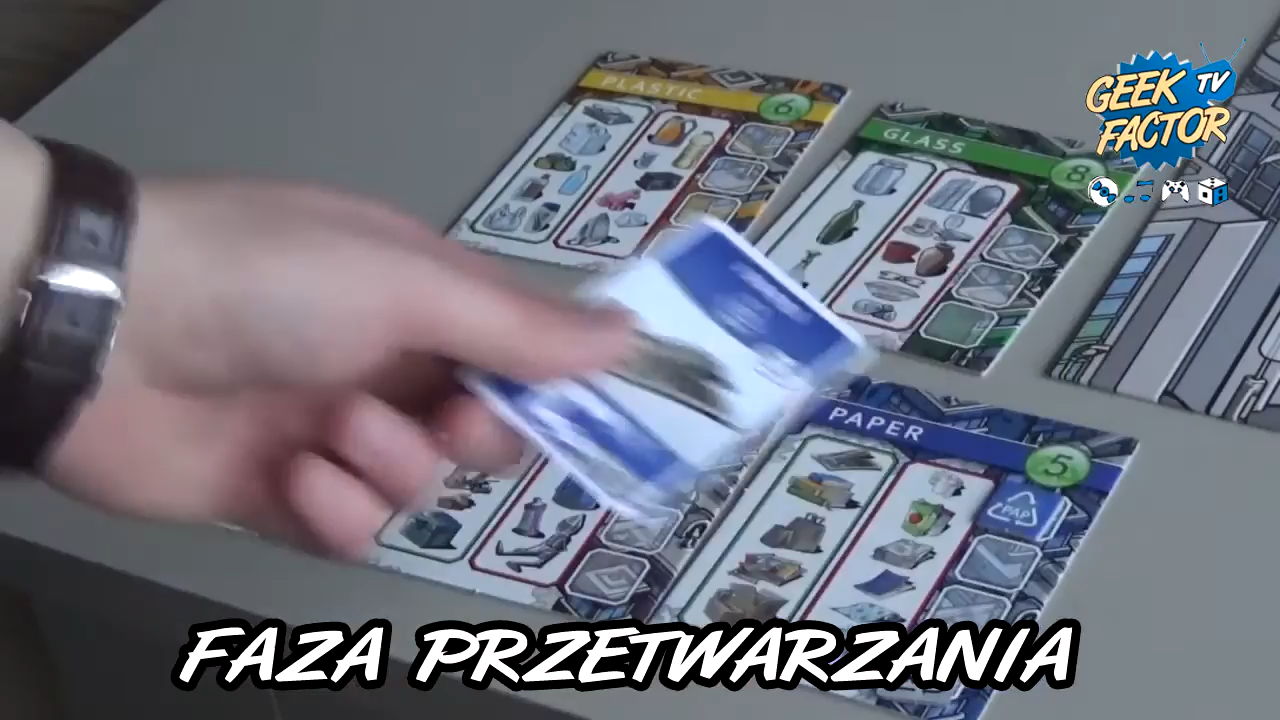 PLASTIC
6
GLASS
8
GEEK TV
FACTOR
PAPER
5
PAP
FAZA PRZETWARZANIA